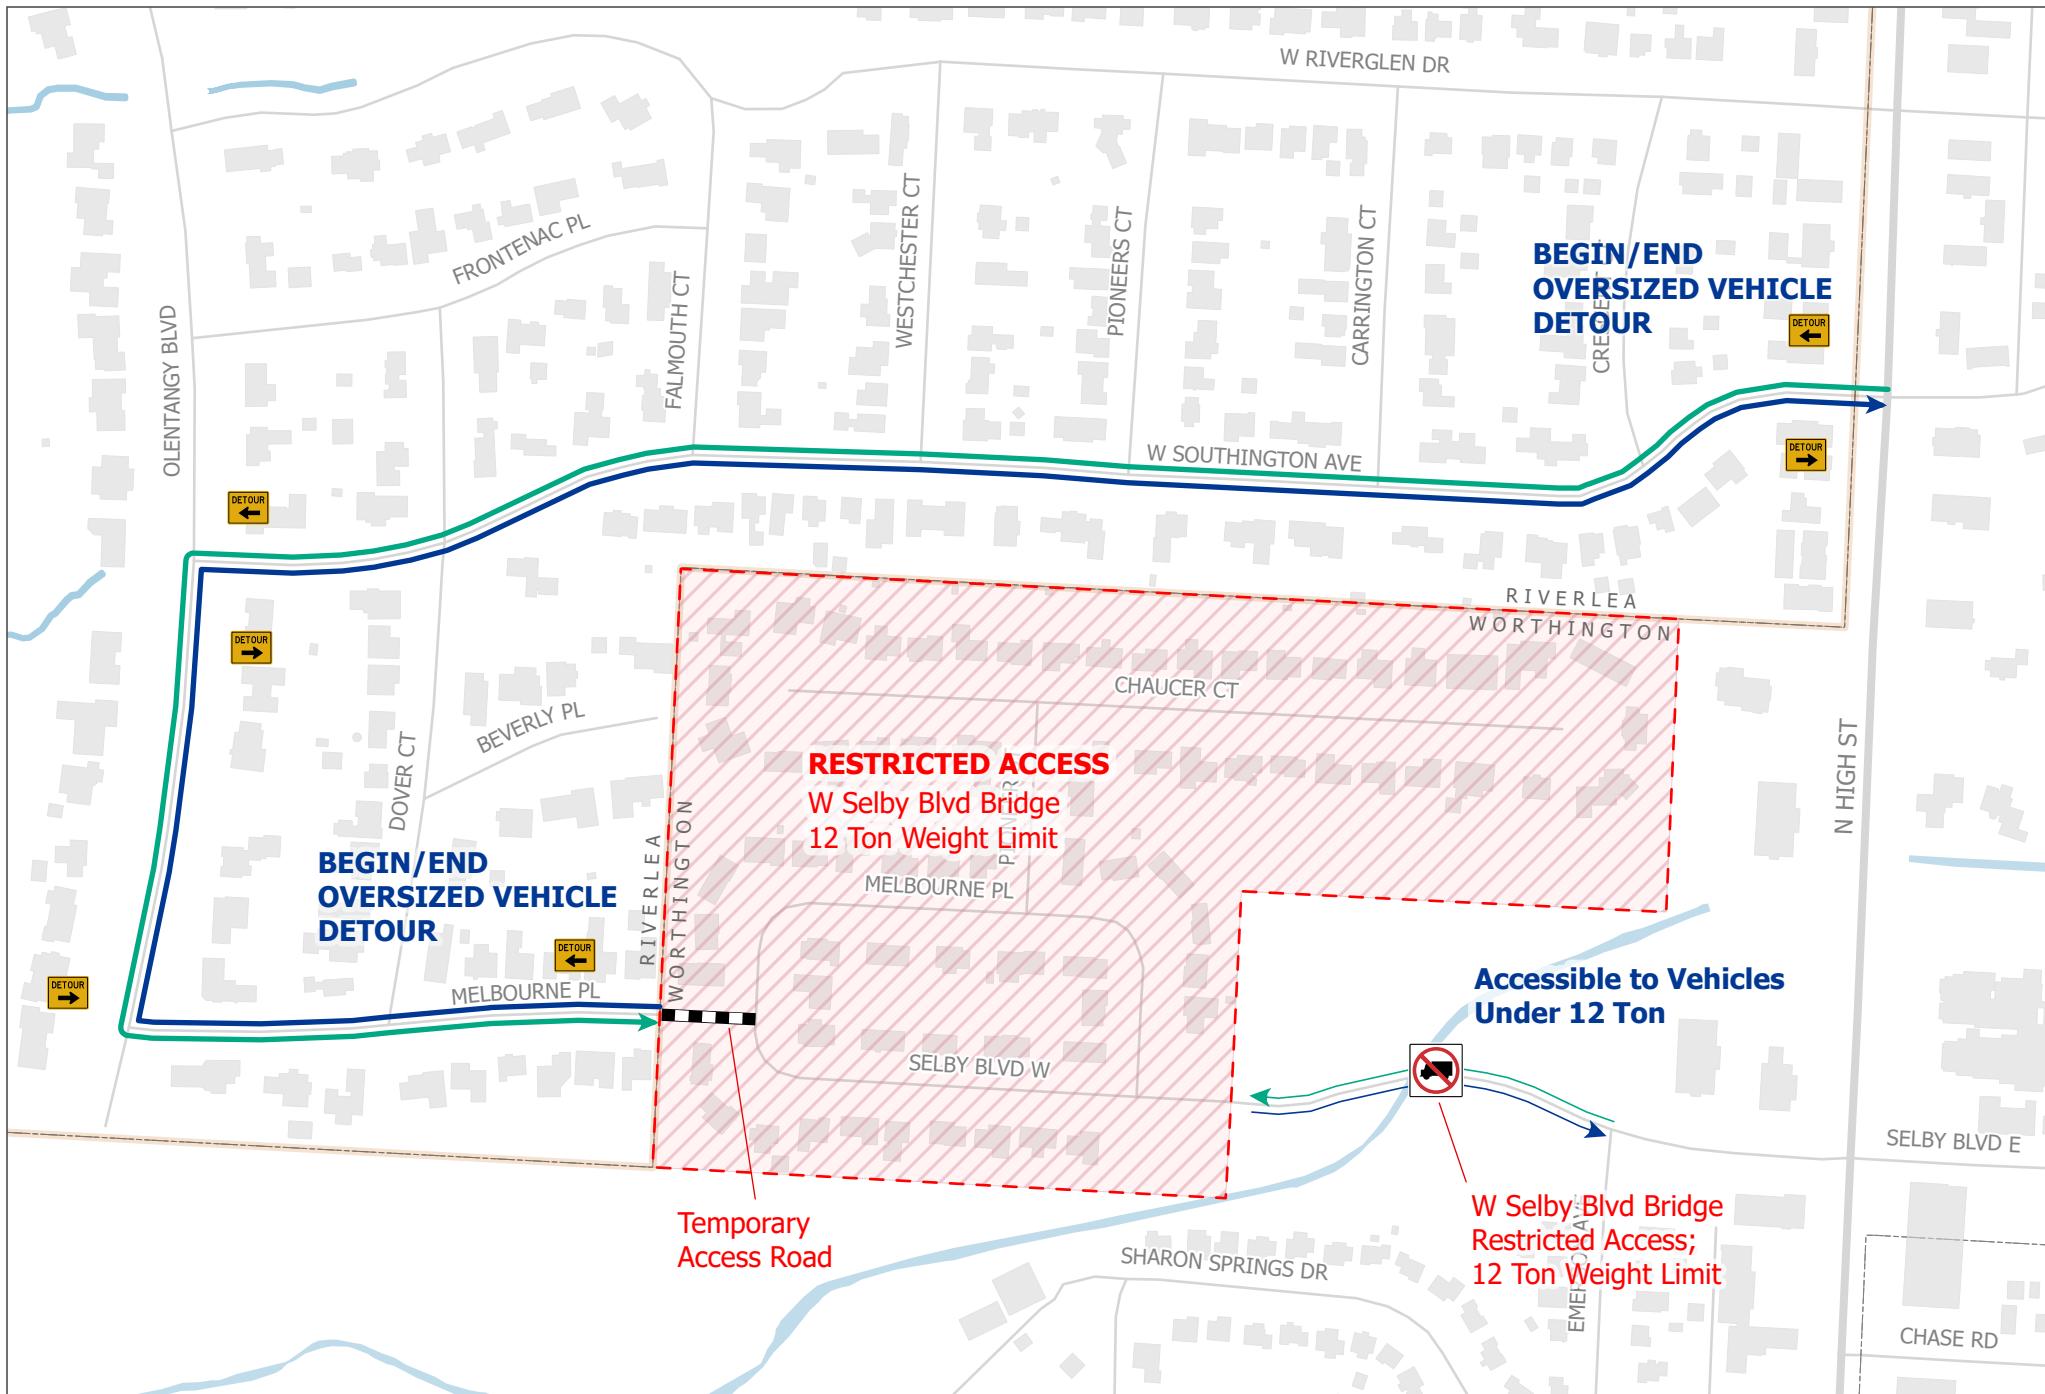 W RIVERGLEN DR
FRONTENAC PL
WESTCHESTER CT
PIONEERS CT
CARRINGTON CT
FALMOUTH CT
OLENTANGY BLVD
BEGIN/END
OVERSIZED VEHICLE
DETOUR
DETOUR
DETOUR
W SOUTHINGTON AVE
DETOUR
DETOUR
RIVERLEA
WORTHINGTON
CHAUCER CT
BEVERLY PL
DOVER CT
N HIGH ST
RESTRICTED ACCESS
W Selby Blvd Bridge
12 Ton Weight Limit
RIVERLEA
WORTHINGTON
MELBOURNE PL
BEGIN/END
OVERSIZED VEHICLE
DETOUR
DETOUR
DETOUR
MELBOURNE PL
Accessible to Vehicles
Under 12 Ton
SELBY BLVD W
SELBY BLVD E
Temporary
Access Road
W Selby Blvd Bridge
Restricted Access;
12 Ton Weight Limit
SHARON SPRINGS DR
CHASE RD